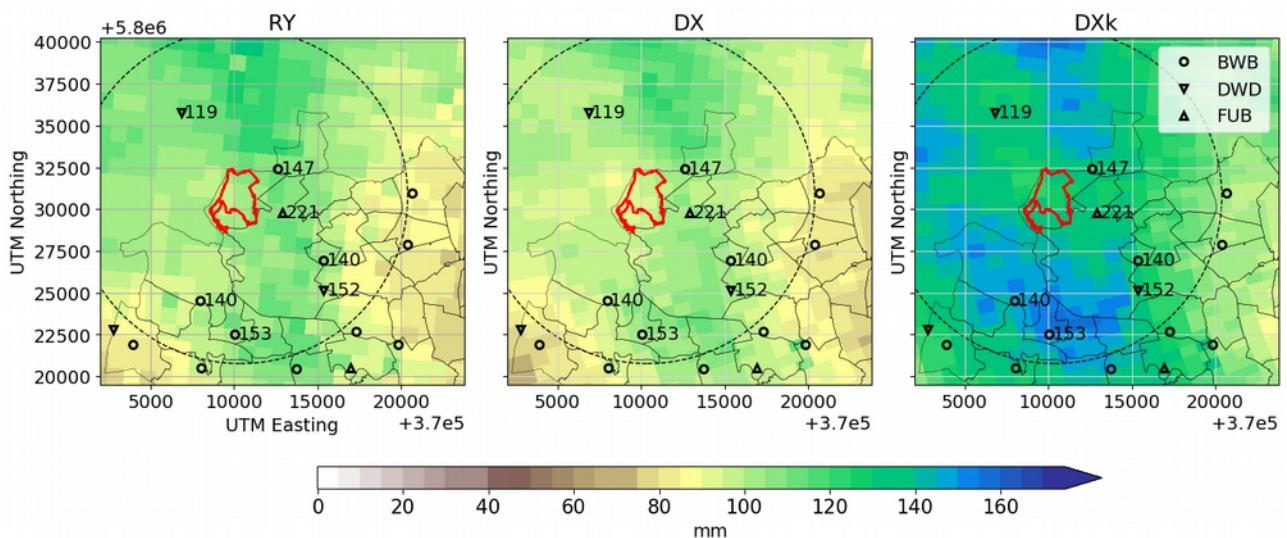 RY
DX
DXk
+5.8e6
40000
37500
35000
32500
30000
27500
25000
22500
20000
UTM Northing
119
147
221
140
152
140
153
5000
10000
15000
20000
UTM Easting
+3.7e5
UTM Northing
119
147
221
140
152
140
153
5000
10000
15000
20000
+3.7e5
UTM Northing
BWB
DWD
FUB
119
147
221
140
152
140
153
5000
10000
15000
20000
+3.7e5
0 20 40 60 80 100 120 140 160
mm